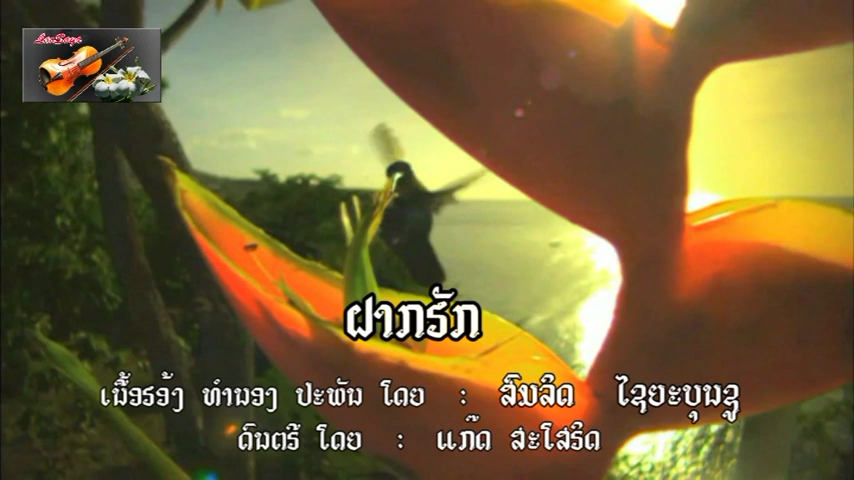 LaoSongs
ຝາກຮັກ
ເນື້ອຮອ້ງ ທຳນອງ ປະພັນ ໂດຍ : ສົມລິດ ໄຊຍະບຸນຊູ
ດົນຕຣີ ໂດຍ : ແກ໊ດ ສະໂສຣິດ